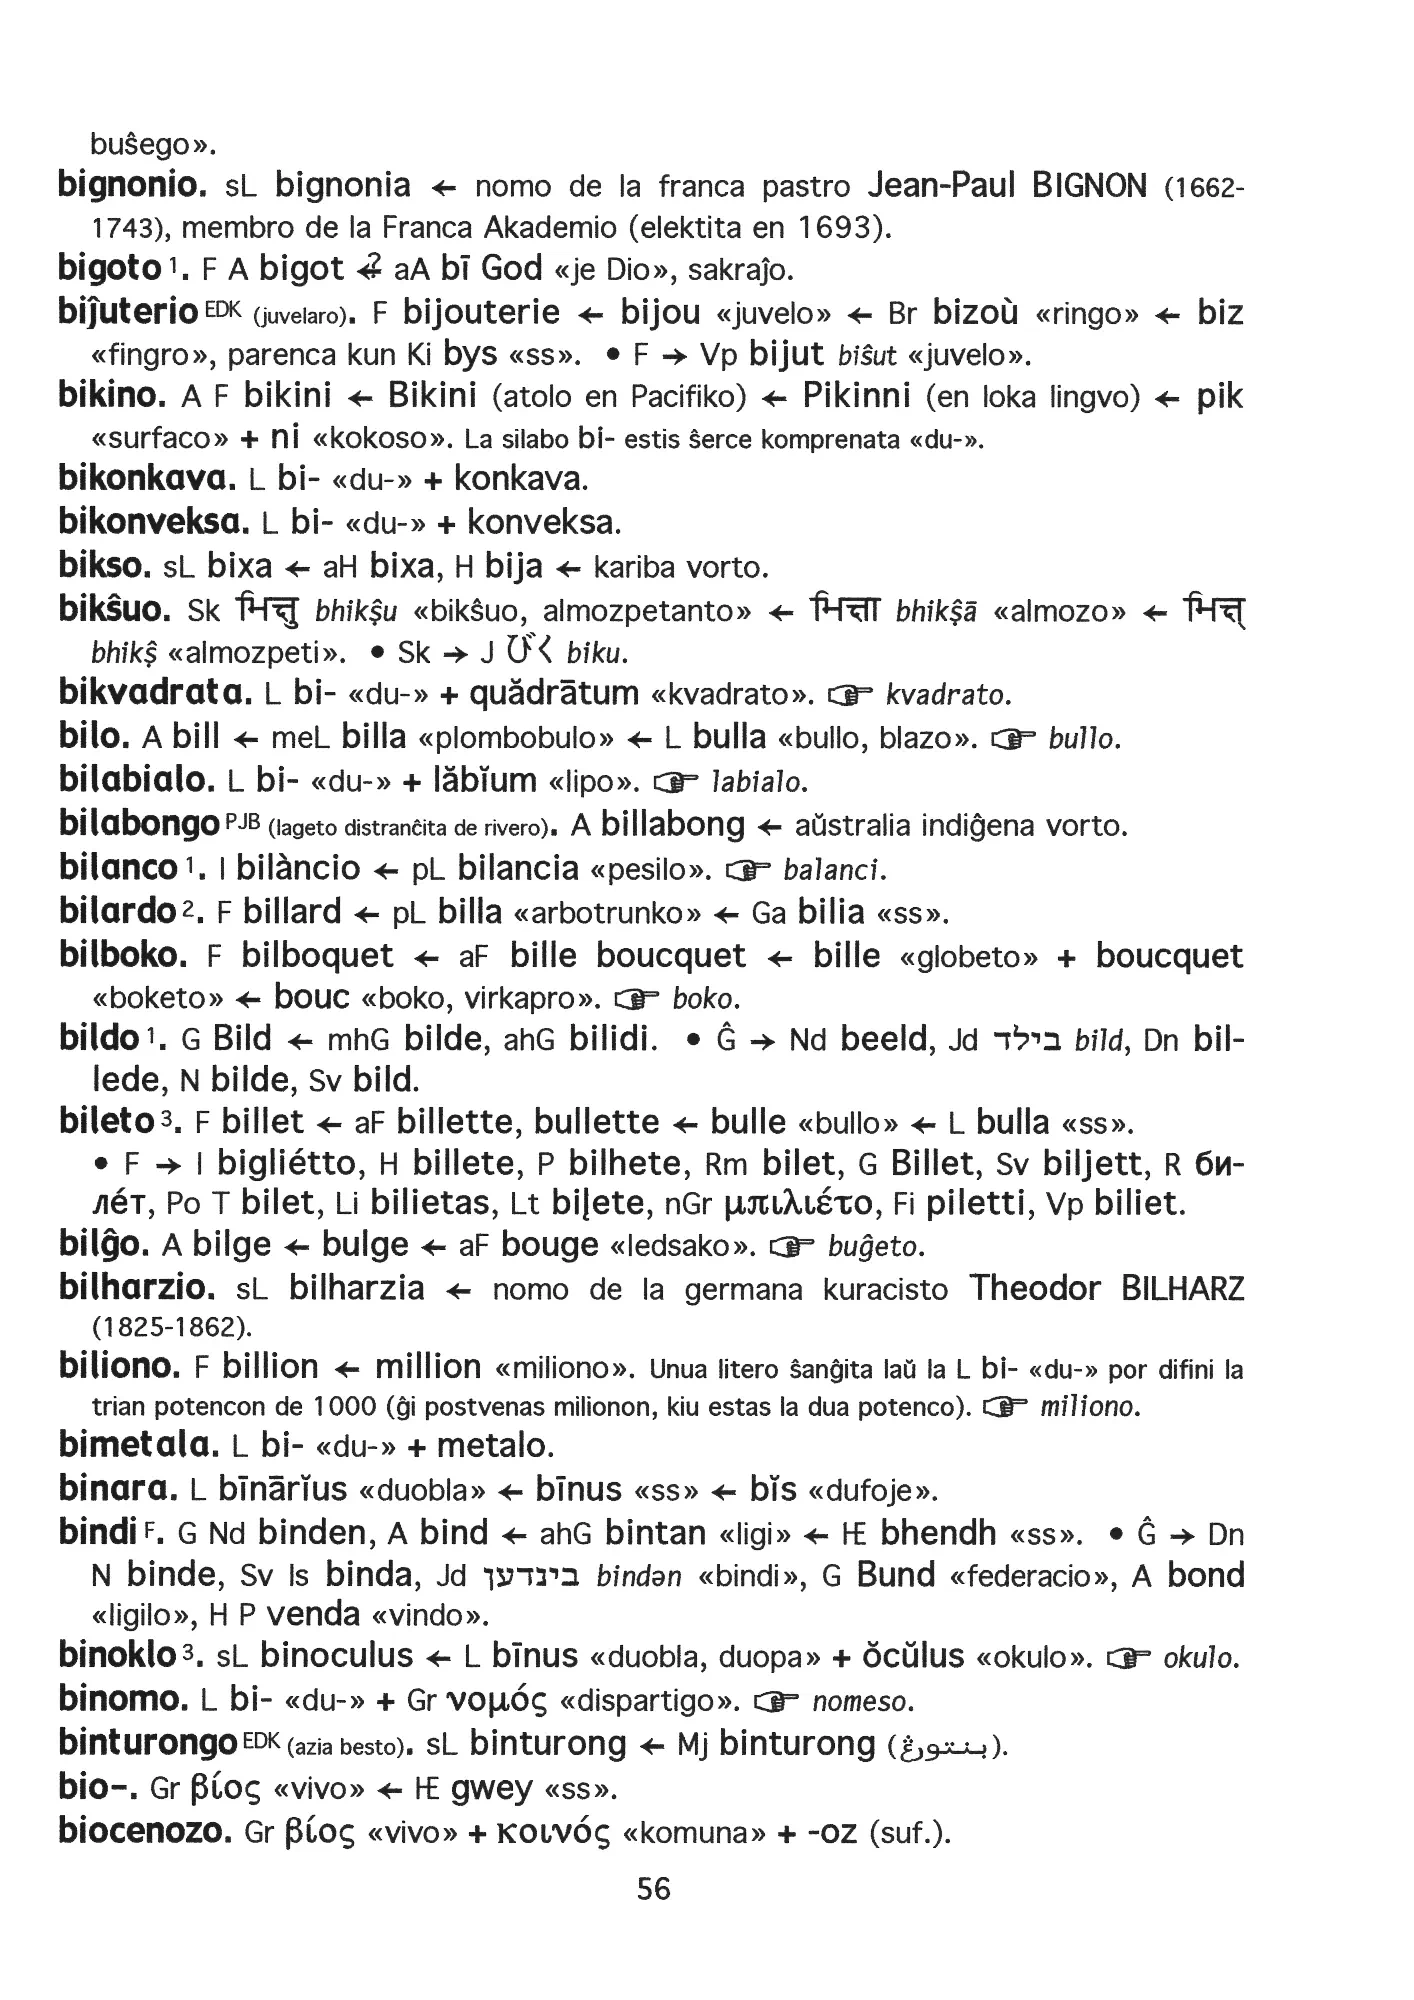 buŝego».
bignonio. sL bignonia ← nomo de la franca pastro Jean-Paul BIGNON (1662-
1743), membro de la Franca Akademio (elektita en 1693).
bigoto 1. F A bigot ←? aA bī God «je Dio», sakraĵo.
biĵuterio EDK (juvelaro). F bijouterie ← bijou «juvelo» ← Br bizoù «ringo» ← biz
«fingro», parenca kun Ki bys «ss». • F → Vp bijut biŝut «juvelo».
bikino. A F bikini ← Bikini (atolo en Pacifiko) ← Pikinni (en loka lingvo) ← pik
«surfaco» + ni «kokoso». La silabo bi- estis ŝerce komprenata «du-».
bikonkava. L bi- «du-» + konkava.
bikonveksa. L bi- «du-» + konveksa.
bikso. sL bixa ← aH bixa, H bija ← kariba vorto.
bikŝuo. Sk भिक्षु bhikşu «bikŝuo, almozpetanto» ← भिक्षा bhikşā «almozo» ← भिक्ष्
bhikş «almozpeti». • Sk → J びく biku.
bikvadrata. L bi- «du-» + quădrātum «kvadrato». ☞ kvadrato.
bilo. A bill ← meL billa «plombobulo» ← L bulla «bullo, blazo». ☞ bullo.
bilabialo. L bi- «du-» + lăbĭum «lipo». ☞ labialo.
bilabongo PJB (lageto distranĉita de rivero). A billabong ← aŭstralia indiĝena vorto.
bilanco 1. I bilàncio ← pL bilancia «pesilo». ☞ balanci.
bilardo 2. F billard ← pL billa «arbotrunko» ← Ga bilia «ss».
bilboko. F bilboquet ← aF bille boucquet ← bille «globeto» + boucquet
«boketo» ← bouc «boko, virkapro». ☞ boko.
bildo 1. G Bild ← mhG bilde, ahG bilidi. • Ĝ → Nd beeld, Jd בילד bild, Dn bil-
lede, N bilde, Sv bild.
bileto 3. F billet ← aF billette, bullette ← bulle «bullo» ← L bulla «ss».
• F → I bigliétto, H billete, P bilhete, Rm bilet, G Billet, Sv biljett, R би-
ле́т, Po T bilet, Li bilietas, Lt biļete, nGr μπιλιέτο, Fi piletti, Vp biliet.
bilĝo. A bilge ← bulge ← aF bouge «ledsako». ☞ buĝeto.
bilharzio. sL bilharzia ← nomo de la germana kuracisto Theodor BILHARZ
(1825-1862).
biliono. F billion ← million «miliono». Unua litero ŝanĝita laŭ la L bi- «du-» por difini la
trian potencon de 1000 (ĝi postvenas milionon, kiu estas la dua potenco). ☞ miliono.
bimetala. L bi- «du-» + metalo.
binara. L bīnārĭus «duobla» ← bīnus «ss» ← bĭs «dufoje».
bindi F. G Nd binden, A bind ← ahG bintan «ligi» ← HE bhendh «ss». • Ĝ → Dn
N binde, Sv Is binda, Jd בינדען bindən «bindi», G Bund «federacio», A bond
«ligilo», H P venda «vindo».
binoklo 3. sL binoculus ← L bīnus «duobla, duopa» + ŏcŭlus «okulo». ☞ okulo.
binomo. L bi- «du-» + Gr νομός «dispartigo». ☞ nomeso.
binturongo EDK (azia besto). sL binturong ← Mj binturong (بنتورڠ).
bio-. Gr βίος «vivo» ← HE gwey «ss».
biocenozo. Gr βίος «vivo» + κοινός «komuna» + -oz (suf.).
56